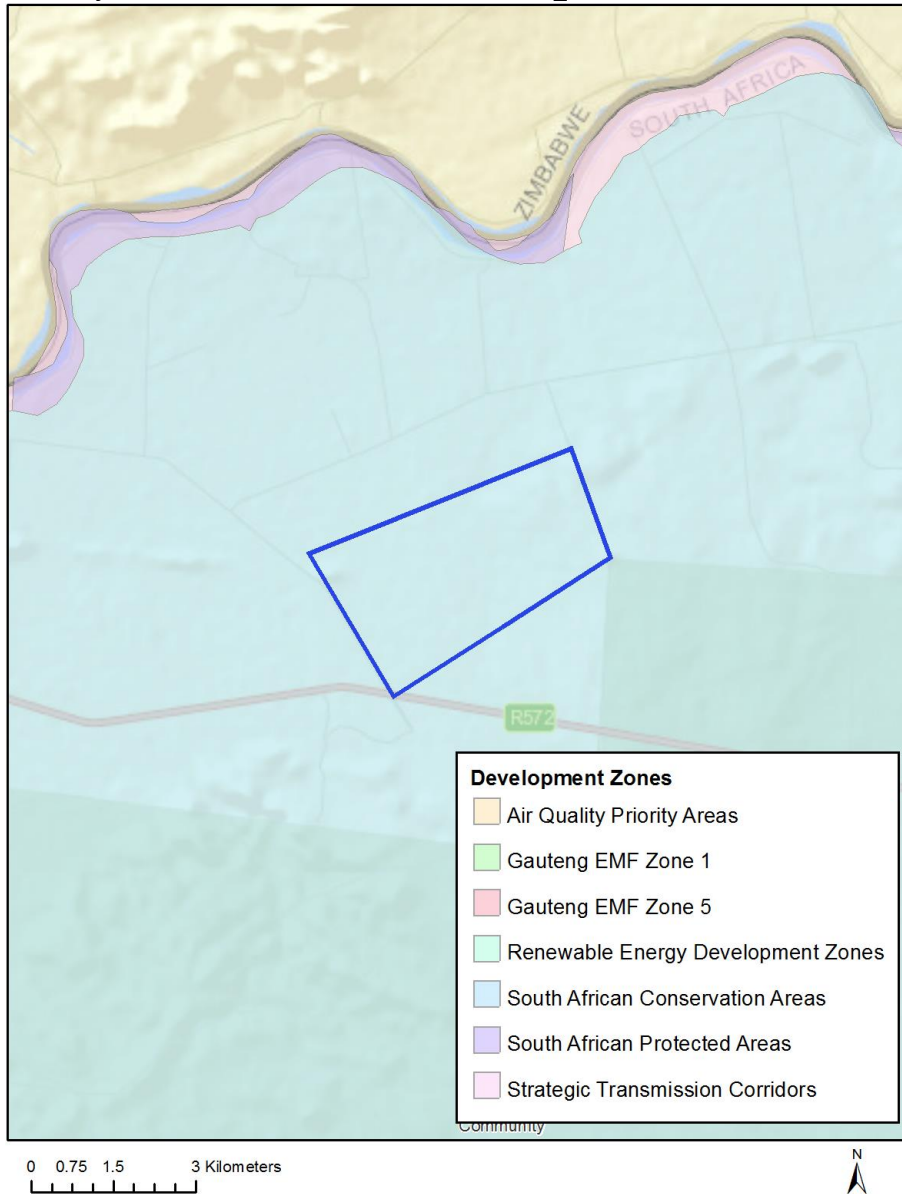 ZIMBABWE
SOUTH AFRICA
R572
Development Zones
Air Quality Priority Areas
Gauteng EMF Zone 1
Gauteng EMF Zone 5
Renewable Energy Development Zones
South African Conservation Areas
South African Protected Areas
Strategic Transmission Corridors
Community
0 0.75 1.5 3 Kilometers
N